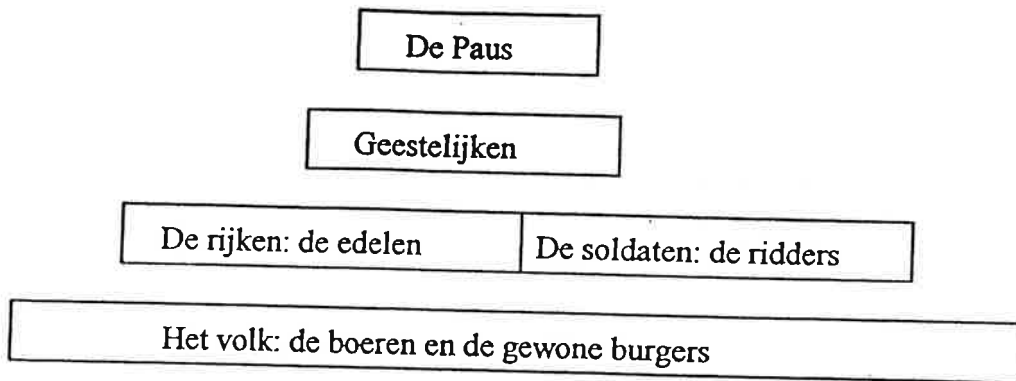 De Paus
Geestelijken
De rijken: de edelen
De soldaten: de ridders
Het volk: de boeren en de gewone burgers